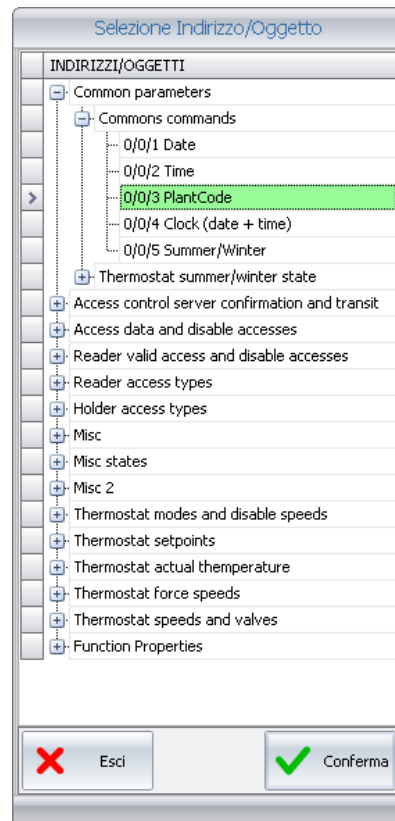 Selezione Indirizzo/Oggetto
INDIRIZZI/OGGETTI
Common parameters
Commons commands
0/0/1 Date
0/0/2 Time
0/0/3 PlantCode
0/0/4 Clock (date + time)
0/0/5 Summer/Winter
Thermostat summer/winter state
Access control server confirmation and transit
Access data and disable accesses
Reader valid access and disable accesses
Reader access types
Holder access types
Misc
Misc states
Misc 2
Thermostat modes and disable speeds
Thermostat setpoints
Thermostat actual themperature
Thermostat force speeds
Thermostat speeds and valves
Function Properties
Esci Conferma